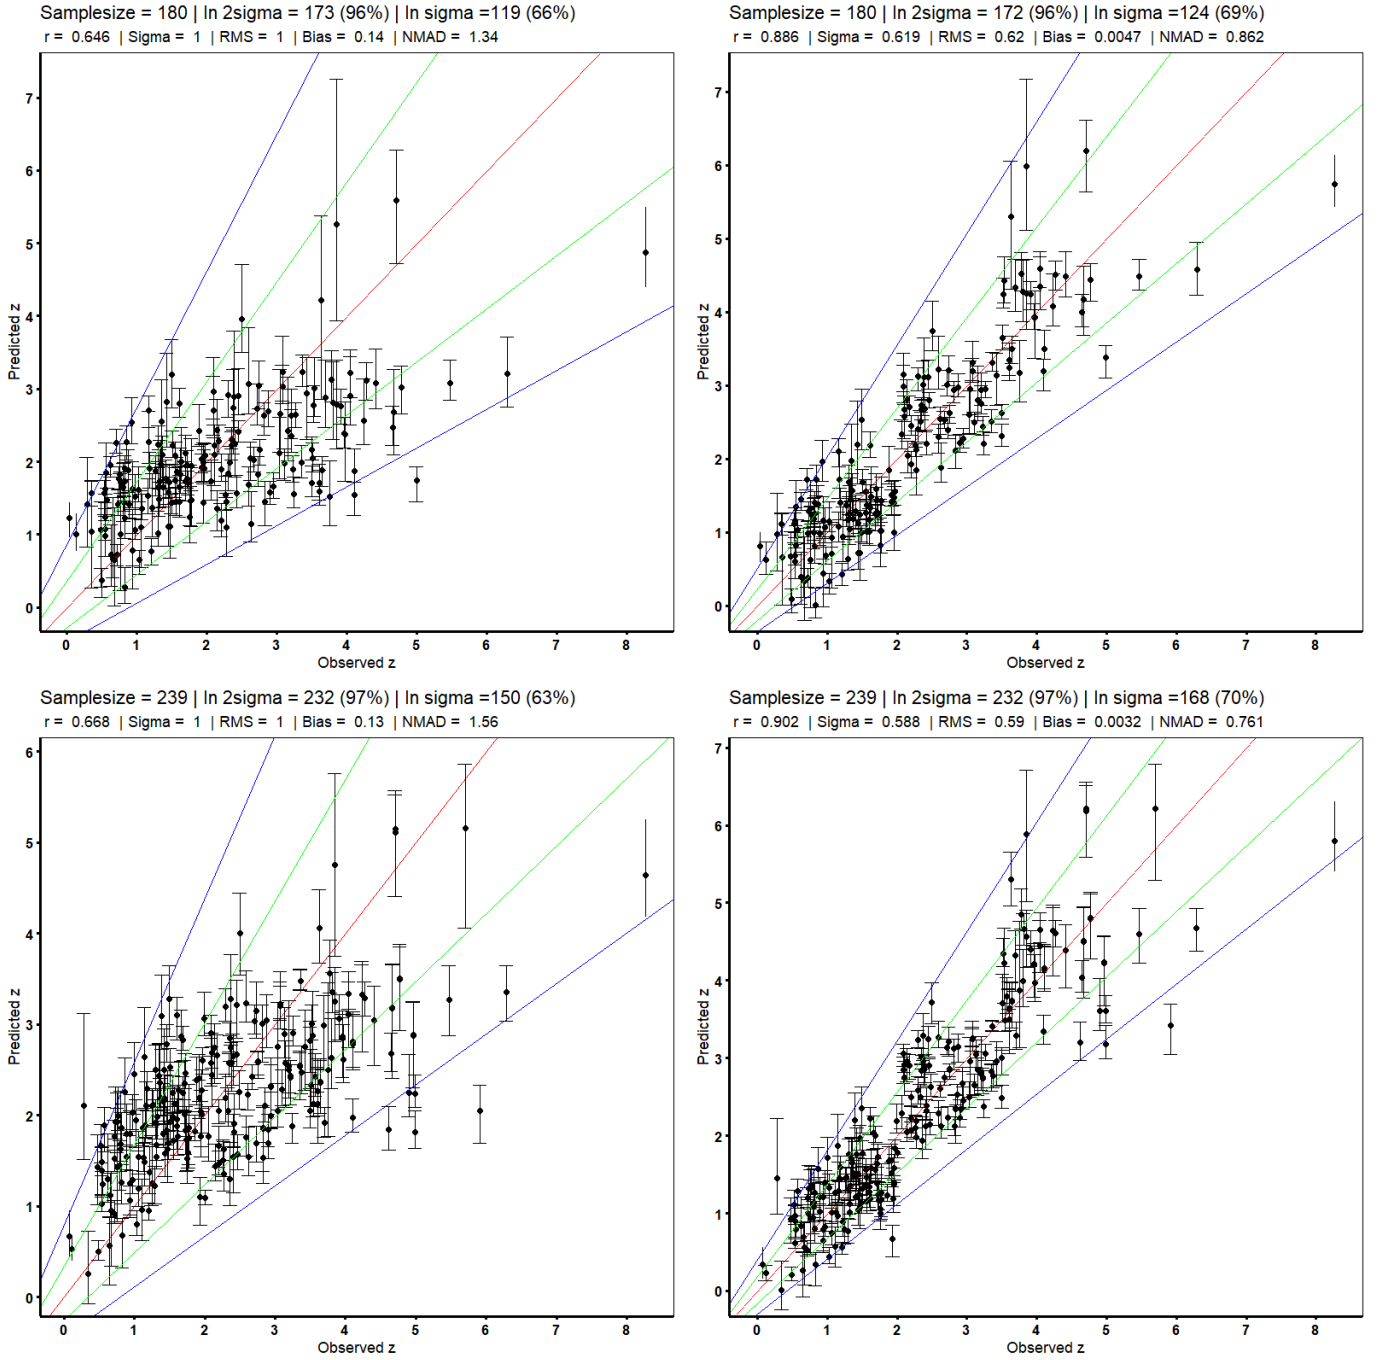 Samplesize = 180 | In 2sigma = 173 (96%) | In sigma =119 (66%)
r = 0.646 | Sigma = 1 | RMS = 1 | Bias = 0.14 | NMAD = 1.34
7
6
5
4
3
2
1
0
Predicted z
0 1 2 3 4 5 6 7 8
Observed z
Samplesize = 180 | In 2sigma = 172 (96%) | In sigma =124 (69%)
r = 0.886 | Sigma = 0.619 | RMS = 0.62 | Bias = 0.0047 | NMAD = 0.862
7
6
5
4
3
2
1
0
Predicted z
0 1 2 3 4 5 6 7 8
Observed z
Samplesize = 239 | In 2sigma = 232 (97%) | In sigma =150 (63%)
r = 0.668 | Sigma = 1 | RMS = 1 | Bias = 0.13 | NMAD = 1.56
6
5
4
3
2
1
0
Predicted z
0 1 2 3 4 5 6 7 8
Observed z
Samplesize = 239 | In 2sigma = 232 (97%) | In sigma =168 (70%)
r = 0.902 | Sigma = 0.588 | RMS = 0.59 | Bias = 0.0032 | NMAD = 0.761
7
6
5
4
3
2
1
0
Predicted z
0 1 2 3 4 5 6 7 8
Observed z